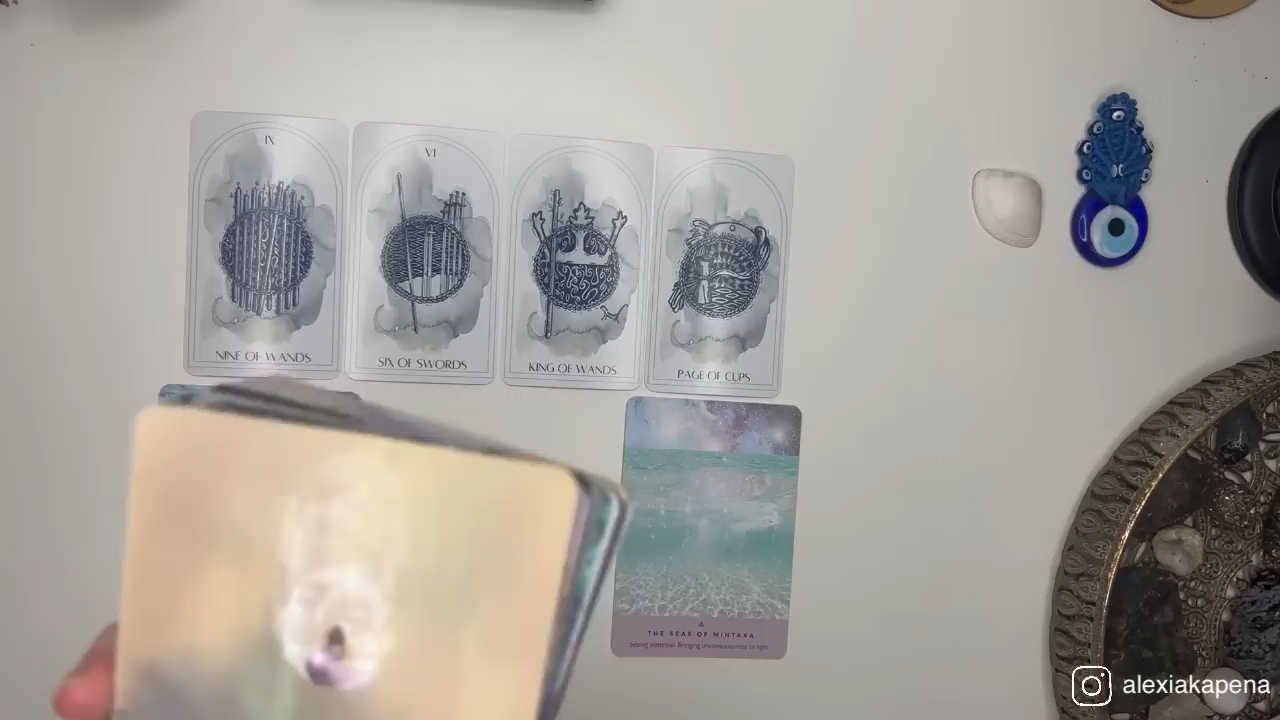 IX
NINE OF WANDS
VI
SIX OF SWORDS
KING OF WANDS
PAGE OF CUPS
THE SEAS OF MINTAKA
Seeing potential. Bringing unconsciousness to light.
alexiakapena